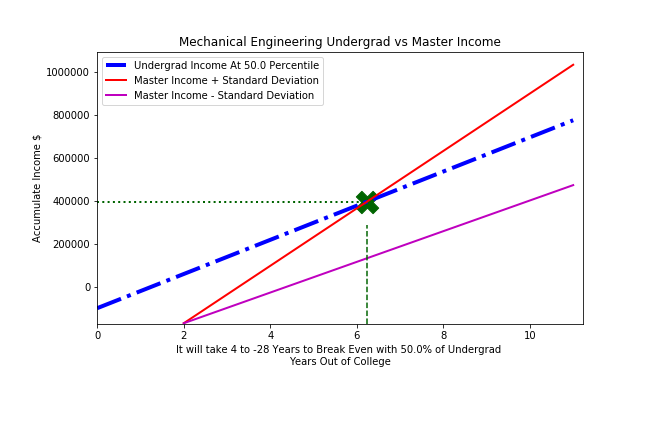 Mechanical Engineering Undergrad vs Master Income
Undergrad Income At 50.0 Percentile
Master Income + Standard Deviation
Master Income - Standard Deviation
Accumulate Income $
1000000
800000
600000
400000
200000
0
0 2 4 6 8 10
It will take 4 to -28 Years to Break Even with 50.0% of Undergrad
Years Out of College